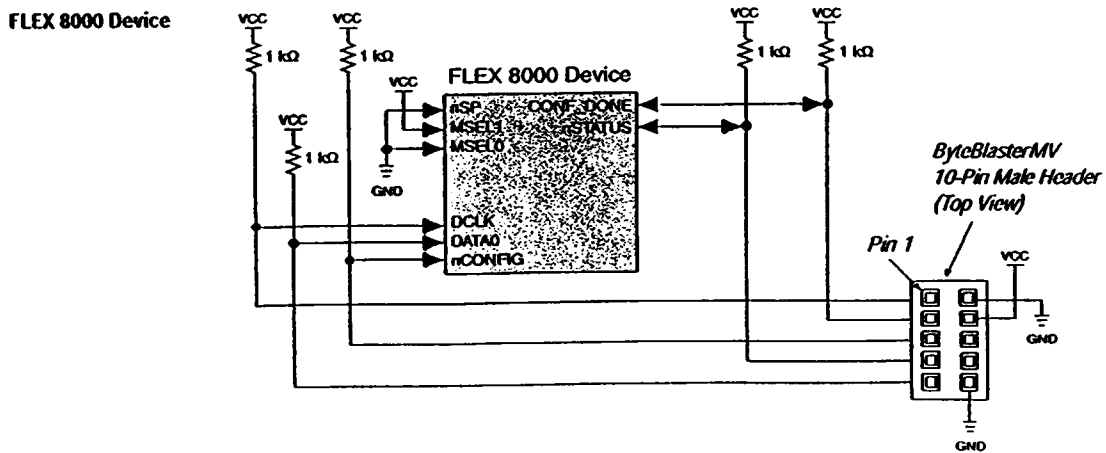 FLEX 8000 Device
VCC
VCC
VCC
VCC
1 kΩ
1 kΩ
1 kΩ
1 kΩ
VCC
FLEX 8000 Device
VCC
1 kΩ
nSP
MSEL1
MSEL0
CONF_DONE
nSTATUS
GND
DCLK
DATA0
nCONFIG
ByteBlasterMV
10-Pin Male Header
(Top View)
Pin 1
VCC
GND
GND